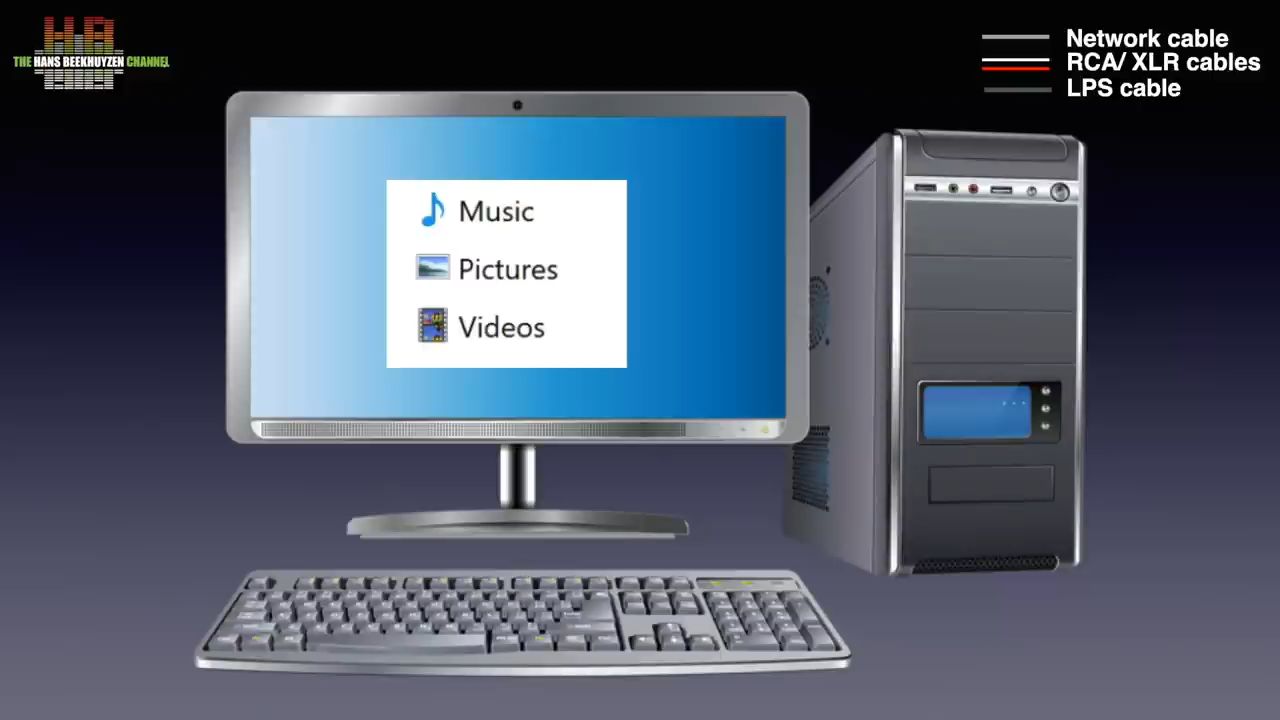 THE HANS BEEKHUYZEN CHANNEL
Network cable
RCA/ XLR cables
LPS cable
Music
Pictures
Videos